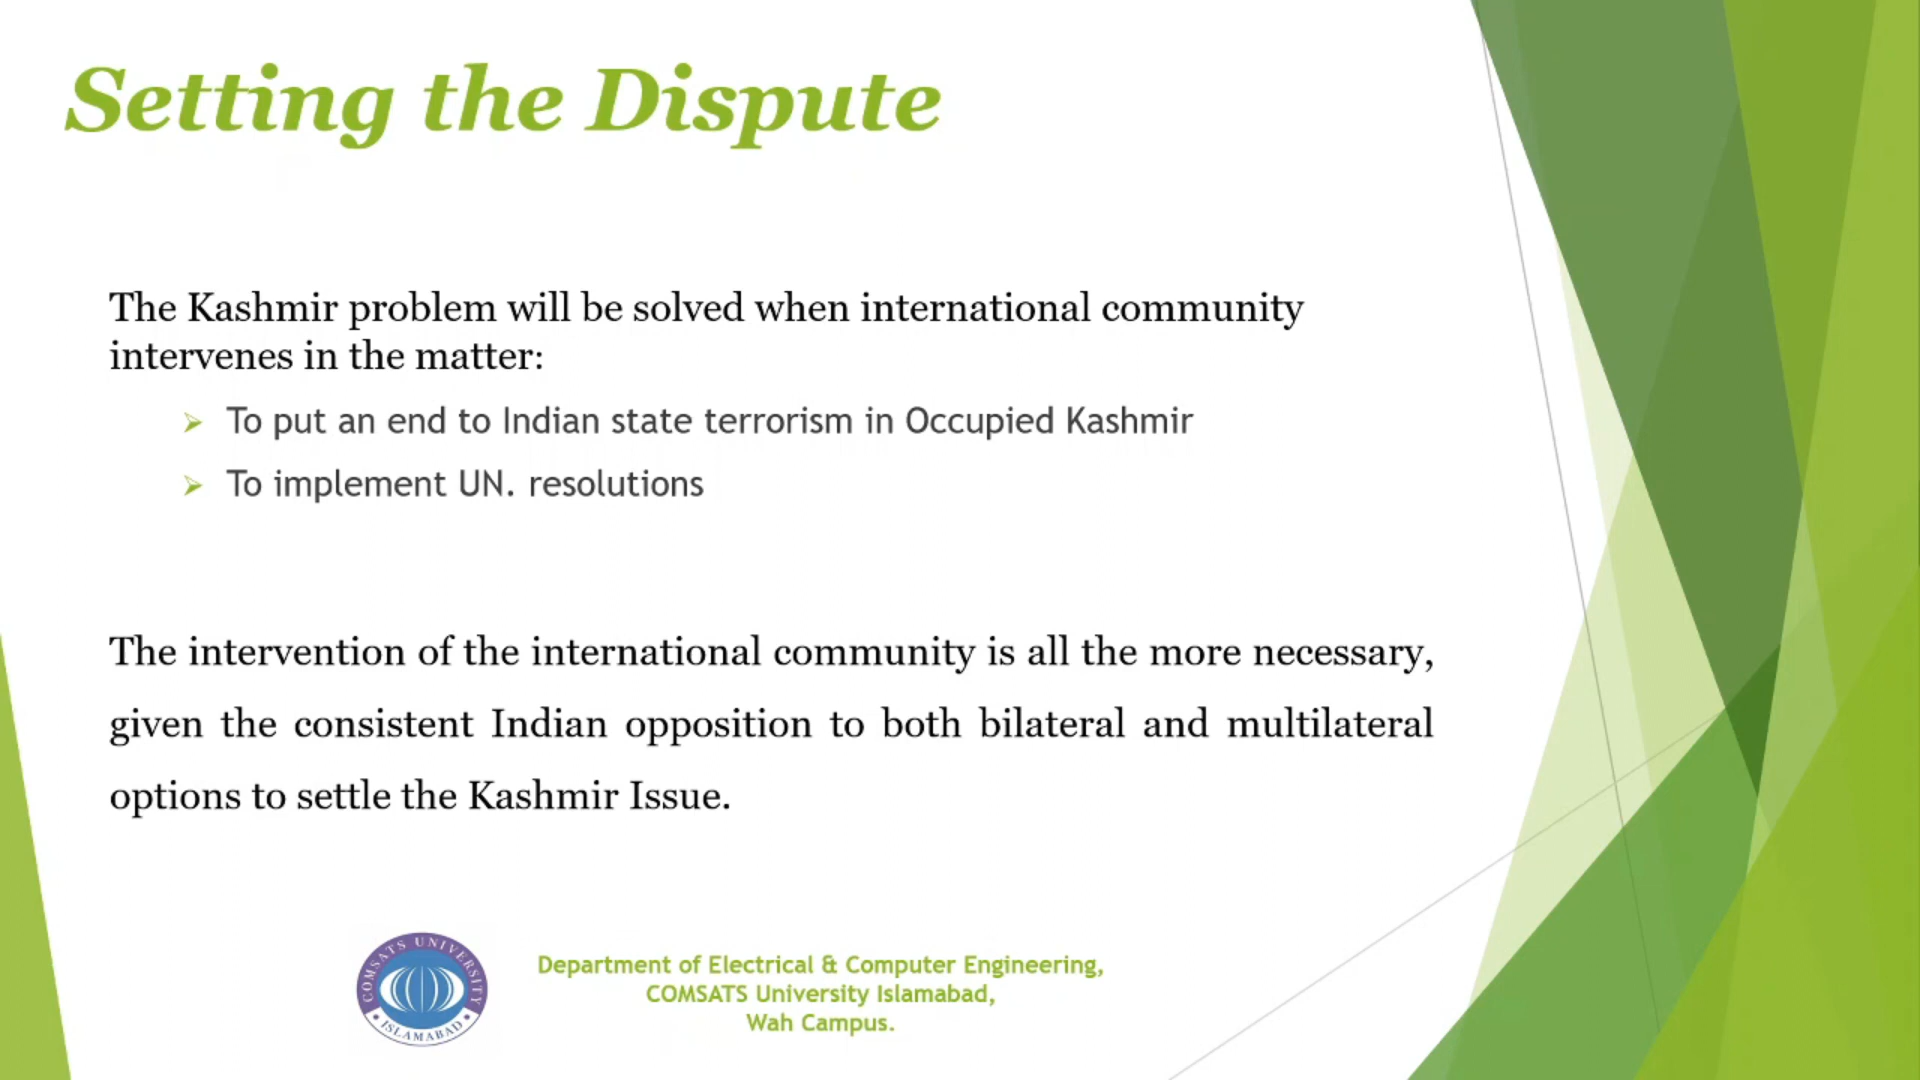 Setting the Dispute
The Kashmir problem will be solved when international community
intervenes in the matter:
To put an end to Indian state terrorism in Occupied Kashmir
To implement UN. resolutions
The intervention of the international community is all the more necessary,
given the consistent Indian opposition to both bilateral and multilateral
options to settle the Kashmir Issue.
COMSATS UNIVERSITY
ISLAMABAD
Department of Electrical & Computer Engineering,
COMSATS University Islamabad,
Wah Campus.